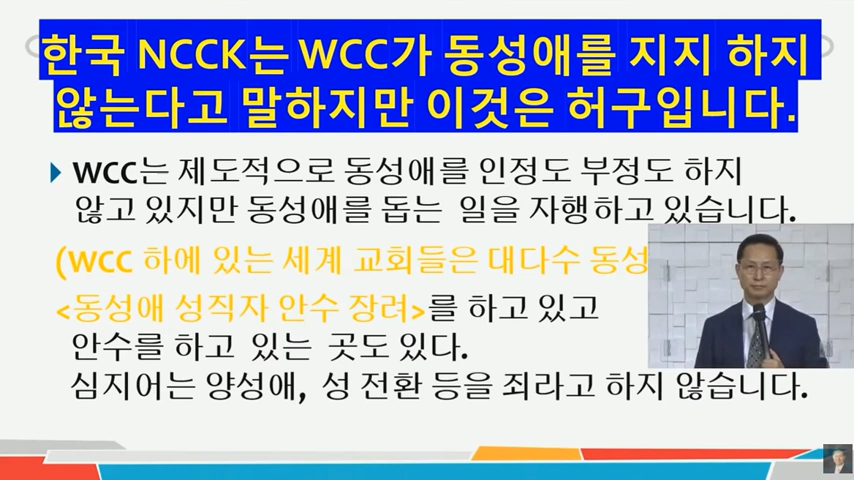 한국 NCCK는 WCC가 동성애를 지지 하지
않는다고 말하지만 이것은 허구입니다.
WCC는 제도적으로 동성애를 인정도 부정도 하지
않고 있지만 동성애를 돕는 일을 자행하고 있습니다.
(WCC 하에 있는 세계 교회들은 대다수 동성
<동성애 성직자 안수 장려>를 하고 있고
안수를 하고 있는 곳도 있다.
심지어는 양성애, 성 전환 등을 죄라고 하지 않습니다.